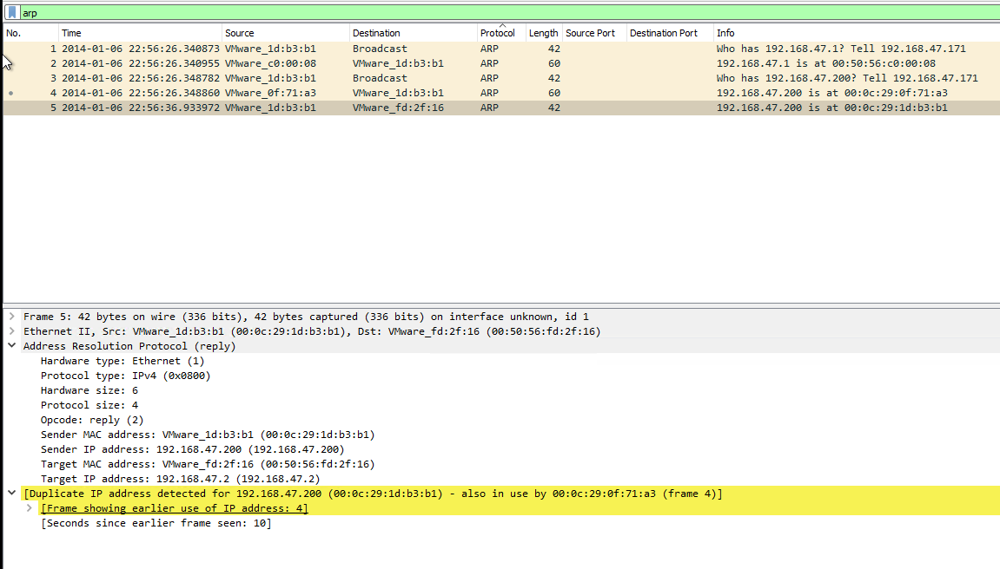 arp
No. Time Source Destination Protocol Length Source Port Destination Port Info
1 2014-01-06 22:56:26.340873 VMware_1d:b3:b1 Broadcast ARP 42 Who has 192.168.47.1? Tell 192.168.47.171
2 2014-01-06 22:56:26.340955 VMware_c0:00:08 VMware_1d:b3:b1 ARP 60 192.168.47.1 is at 00:50:56:c0:00:08
3 2014-01-06 22:56:26.348782 VMware_1d:b3:b1 Broadcast ARP 42 Who has 192.168.47.200? Tell 192.168.47.171
4 2014-01-06 22:56:26.348860 VMware_0f:71:a3 VMware_1d:b3:b1 ARP 60 192.168.47.200 is at 00:0c:29:0f:71:a3
5 2014-01-06 22:56:36.933972 VMware_1d:b3:b1 VMware_fd:2f:16 ARP 42 192.168.47.200 is at 00:0c:29:1d:b3:b1
Frame 5: 42 bytes on wire (336 bits), 42 bytes captured (336 bits) on interface unknown, id 1
Ethernet II, Src: VMware_1d:b3:b1 (00:0c:29:1d:b3:b1), Dst: VMware_fd:2f:16 (00:50:56:fd:2f:16)
Address Resolution Protocol (reply)
Hardware type: Ethernet (1)
Protocol type: IPv4 (0x0800)
Hardware size: 6
Protocol size: 4
Opcode: reply (2)
Sender MAC address: VMware_1d:b3:b1 (00:0c:29:1d:b3:b1)
Sender IP address: 192.168.47.200 (192.168.47.200)
Target MAC address: VMware_fd:2f:16 (00:50:56:fd:2f:16)
Target IP address: 192.168.47.2 (192.168.47.2)
[Duplicate IP address detected for 192.168.47.200 (00:0c:29:1d:b3:b1) - also in use by 00:0c:29:0f:71:a3 (frame 4)]
[Frame showing earlier use of IP address: 4]
[Seconds since earlier frame seen: 10]